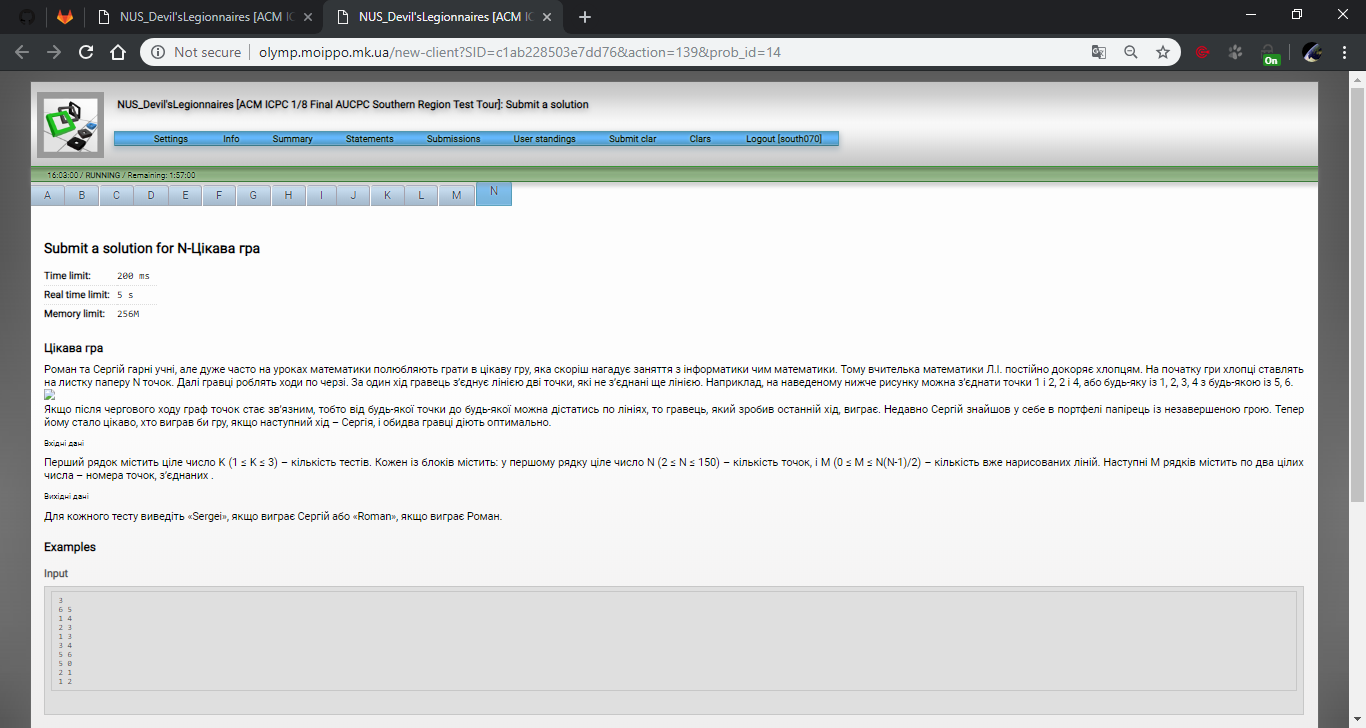 NUS_Devil'sLegionnaires [ACM IC
NUS_Devil'sLegionnaires [ACM IC
Not secure
olymp.moippo.mk.ua/new-client?SID=c1ab228503e7dd76&action=139&prob_id=14
On
NUS_Devil'sLegionnaires [ACM ICPC 1/8 Final AUCPC Southern Region Test Tour]: Submit a solution
Settings Info Summary Statements Submissions User standings Submit clar Clars Logout [south070]
16:03:00 / RUNNING / Remaining: 1:57:00
A B C D E F G H I J K L M N
Submit a solution for N-Цікава гра
Time limit: 200 ms
Real time limit: 5 s
Memory limit: 256M
Цікава гра
Роман та Сергій гарні учні, але дуже часто на уроках математики полюбляють грати в цікаву гру, яка скоріш нагадує заняття з інформатики чим математики. Тому вчителька математики Л.І. постійно докоряє хлопцям. На початку гри хлопці ставлять
на листку паперу N точок. Далі гравці роблять ходи по черзі. За один хід гравець з'єднує лінією дві точки, які не з'єднані ще лінією. Наприклад, на наведеному нижче рисунку можна з'єднати точки 1 і 2, 2 і 4, або будь-яку із 1, 2, 3, 4 з будь-якою із 5, 6.
Якщо після чергового ходу граф точок стає зв'язним, тобто від будь-якої точки до будь-якої можна дістатись по лініях, то гравець, який зробив останній хід, виграє. Недавно Сергій знайшов у себе в портфелі папірець із незавершеною грою. Тепер
йому стало цікаво, хто виграв би гру, якщо наступний хід – Сергія, і обидва гравці діють оптимально.
Вхідні дані
Перший рядок містить ціле число K (1 ≤ K ≤ 3) – кількість тестів. Кожен із блоків містить: у першому рядку ціле число N (2 ≤ N ≤ 150) – кількість точок, і M (0 ≤ M ≤ N(N-1)/2) – кількість вже нарисованих ліній. Наступні M рядків містить по два цілих
числа – номера точок, з'єднаних .
Вихідні дані
Для кожного тесту виведіть «Sergei», якщо виграє Сергій або «Roman», якщо виграє Роман.
Examples
Input
3
6 5
1 4
2 3
1 3
3 4
5 6
5 0
2 1
1 2